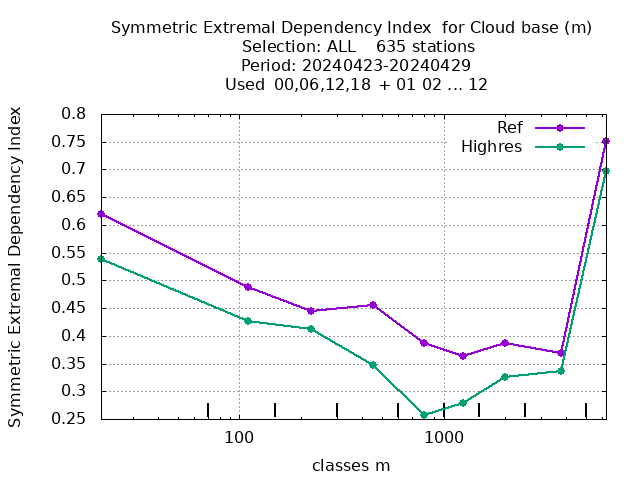 Symmetric Extremal Dependency Index  for Cloud base (m)
Selection: ALL    635 stations
Period: 20240423-20240429
Used  00,06,12,18 + 01 02 ... 12
Symmetric Extremal Dependency Index
0.8
0.75
0.7
0.65
0.6
0.55
0.5
0.45
0.4
0.35
0.3
0.25
Ref
Highres
100
1000
classes m